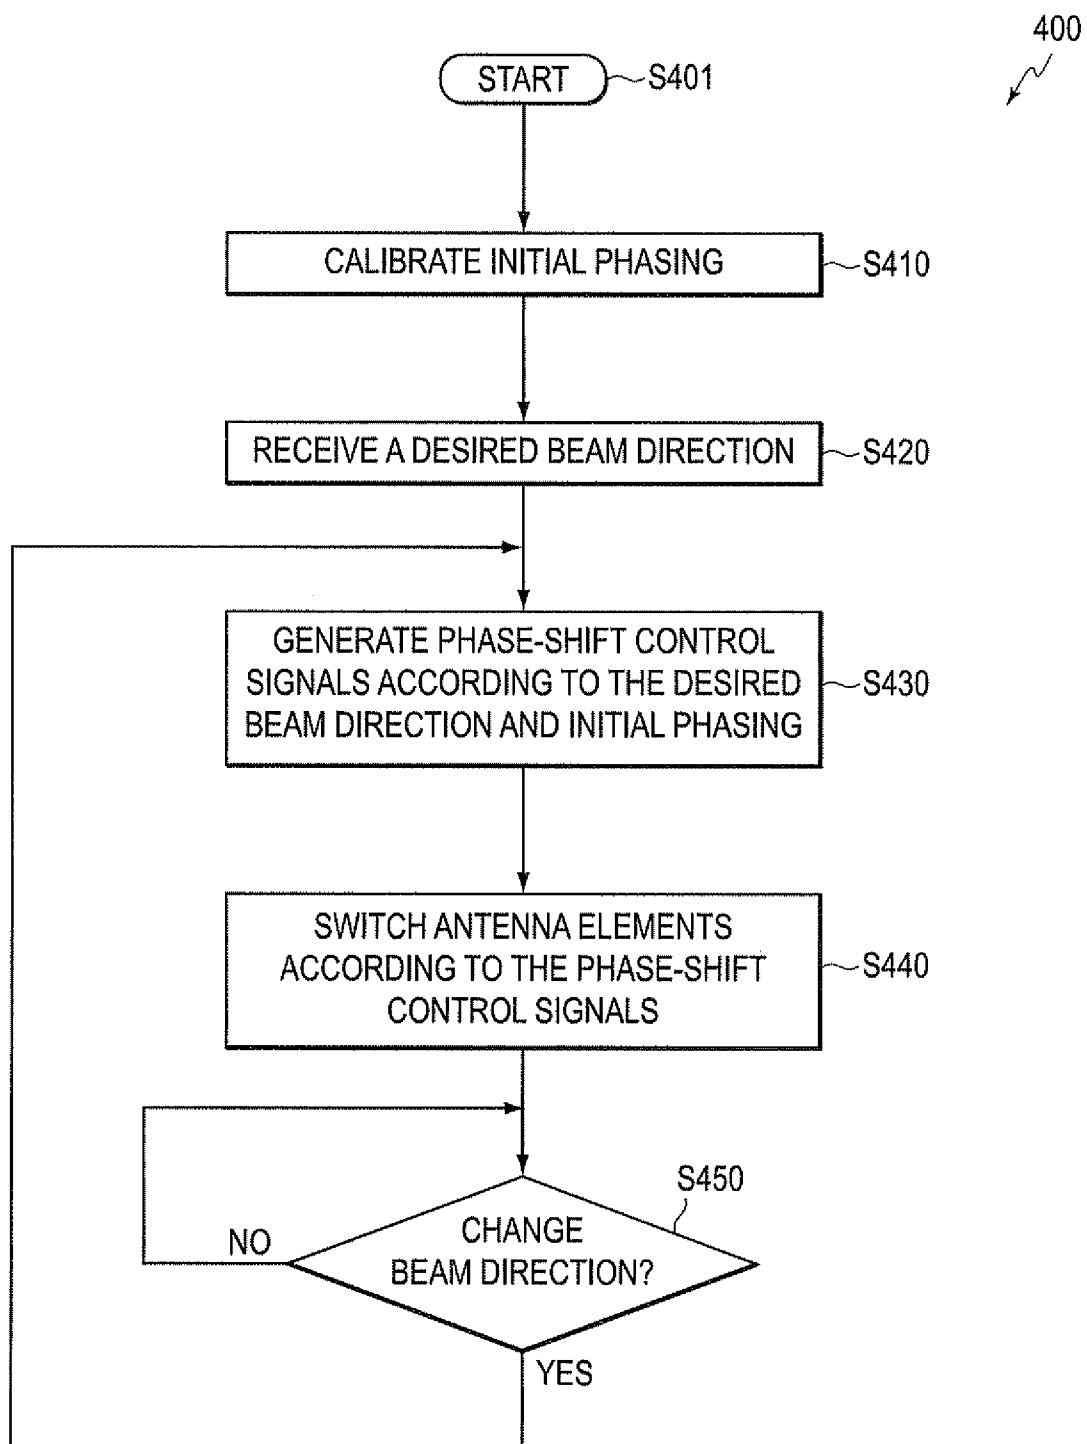 400
START
S401
CALIBRATE INITIAL PHASING
S410
RECEIVE A DESIRED BEAM DIRECTION
S420
GENERATE PHASE-SHIFT CONTROL
SIGNALS ACCORDING TO THE DESIRED
BEAM DIRECTION AND INITIAL PHASING
S430
SWITCH ANTENNA ELEMENTS
ACCORDING TO THE PHASE-SHIFT
CONTROL SIGNALS
S440
S450
CHANGE
BEAM DIRECTION?
NO
YES